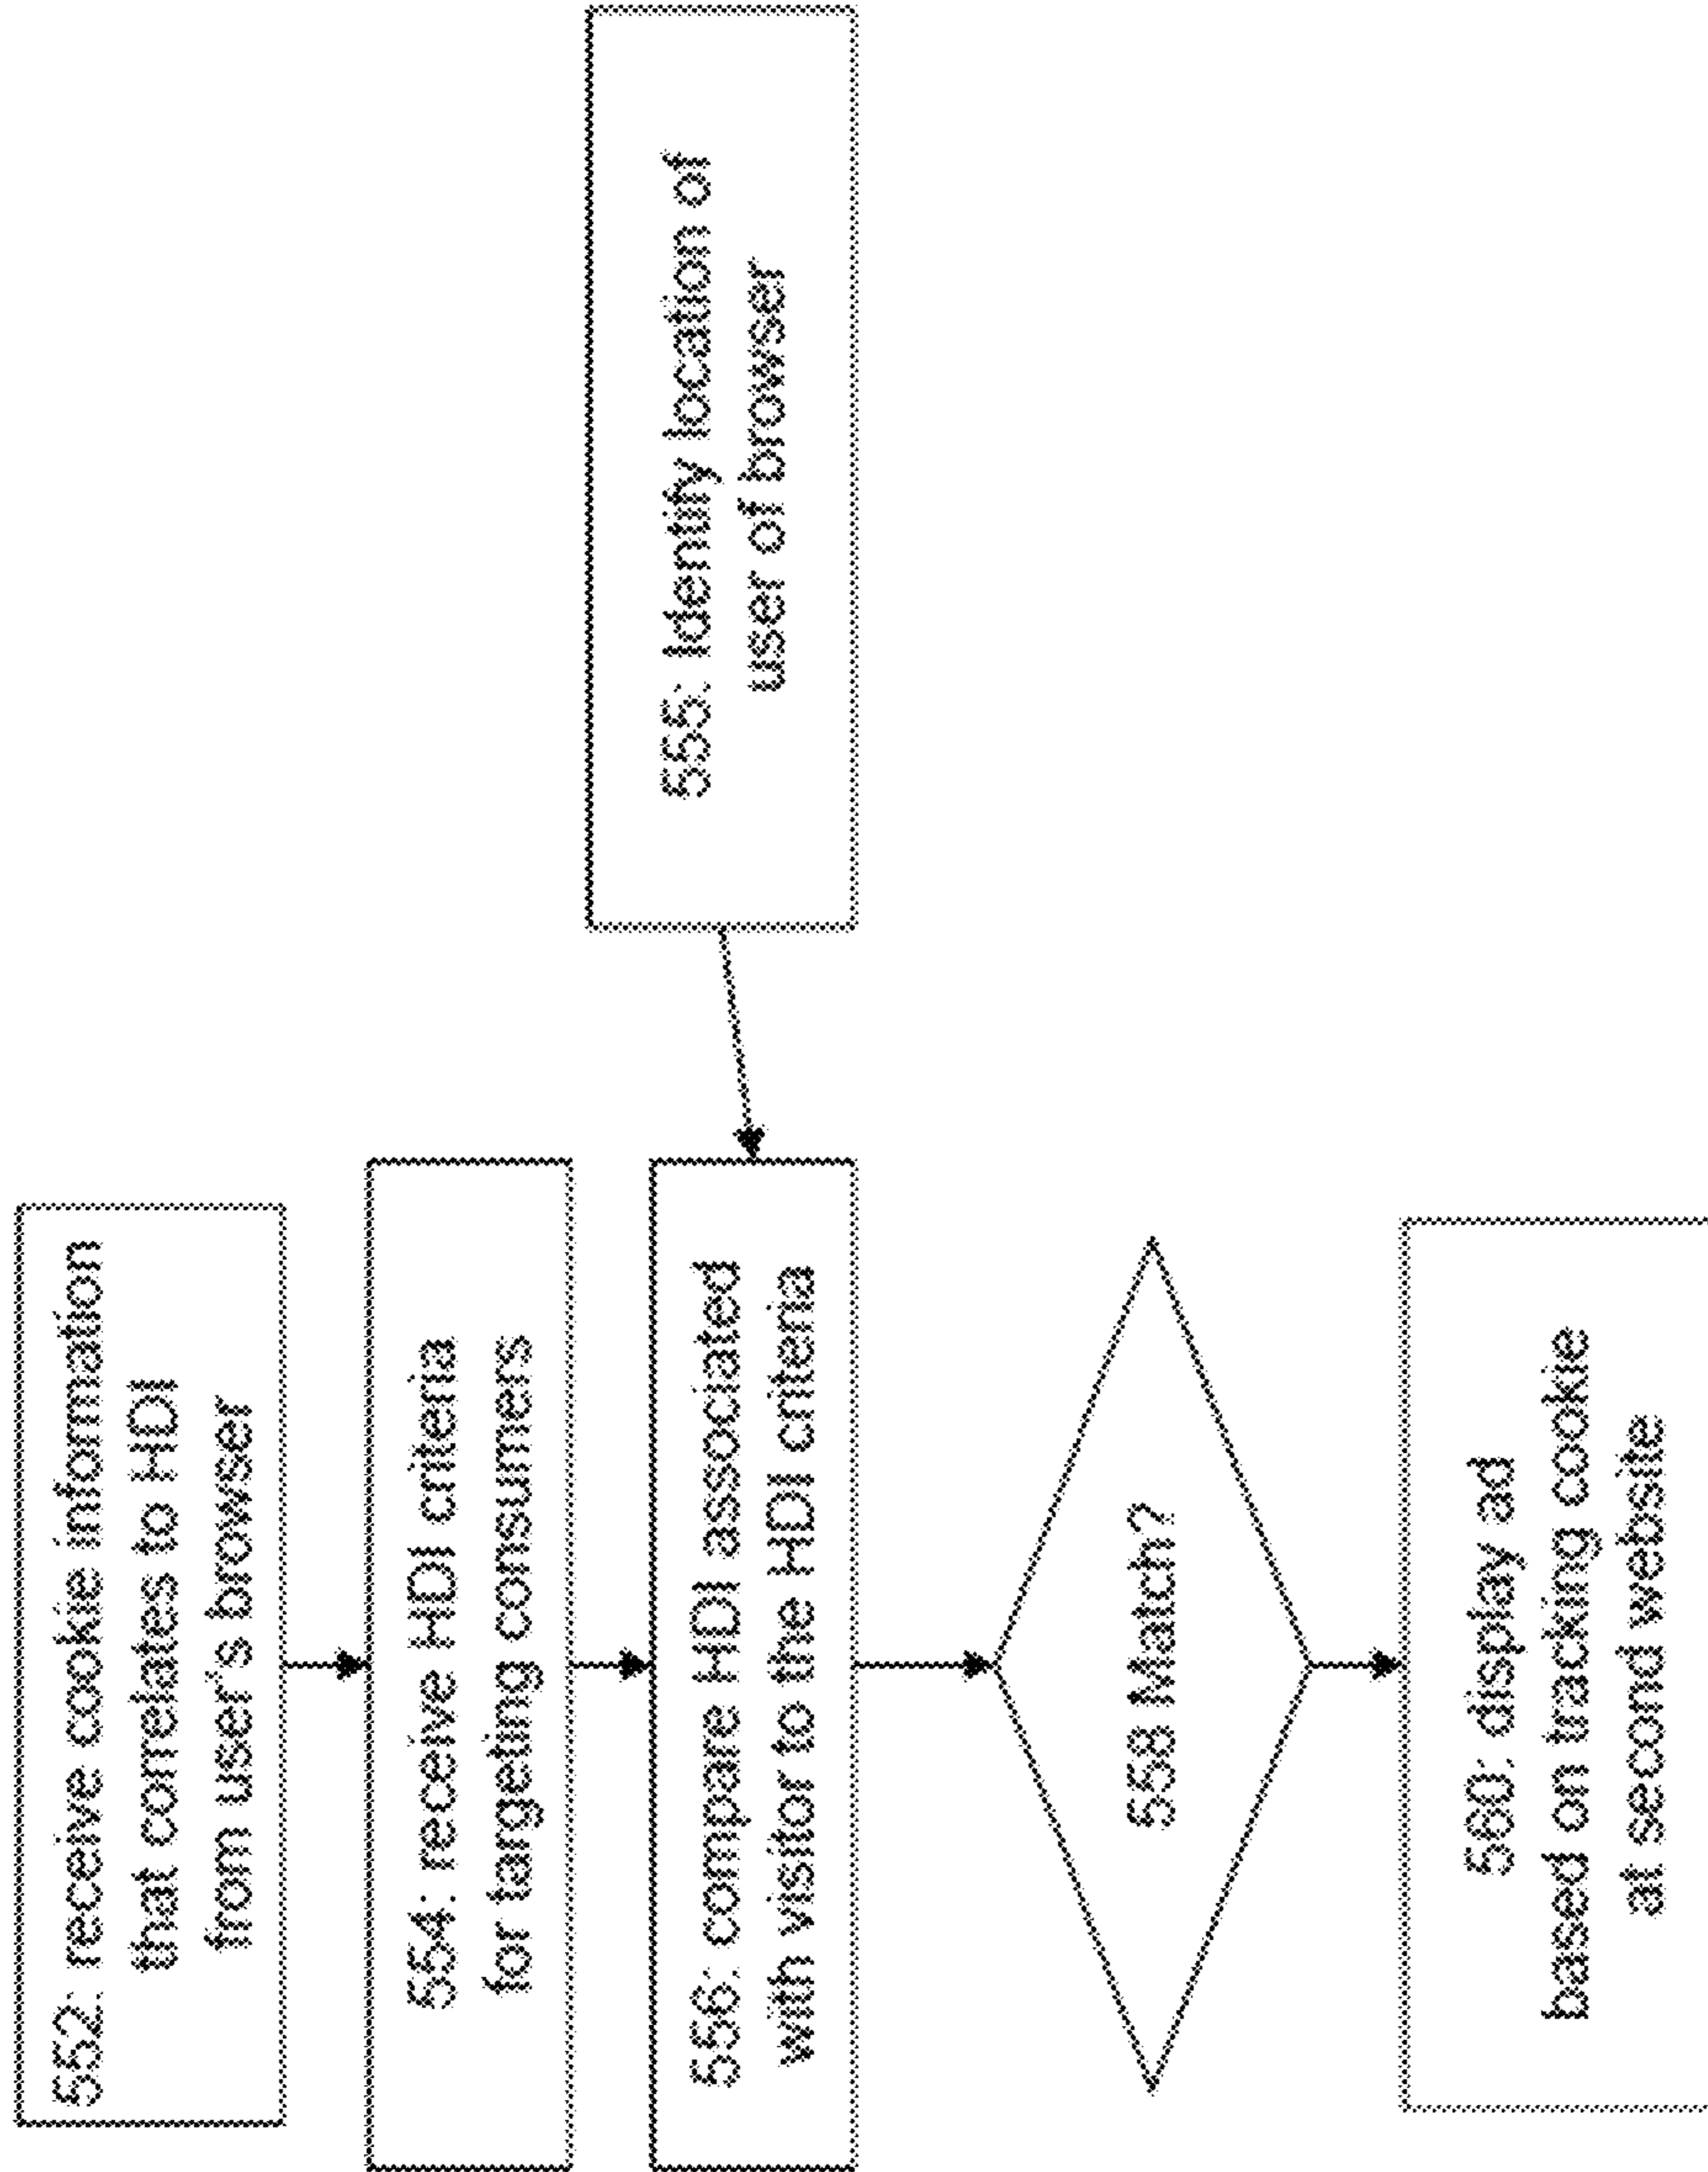 552: receive cookie information
that correlates to HDI
from user's browser
554: receive HDI criteria
for targeting consumers
555: Identify location of
user of browser
556: compare HDI associated
with visitor to the HDI criteria
558 Match?
560: display ad
based on tracking cookie
at second website